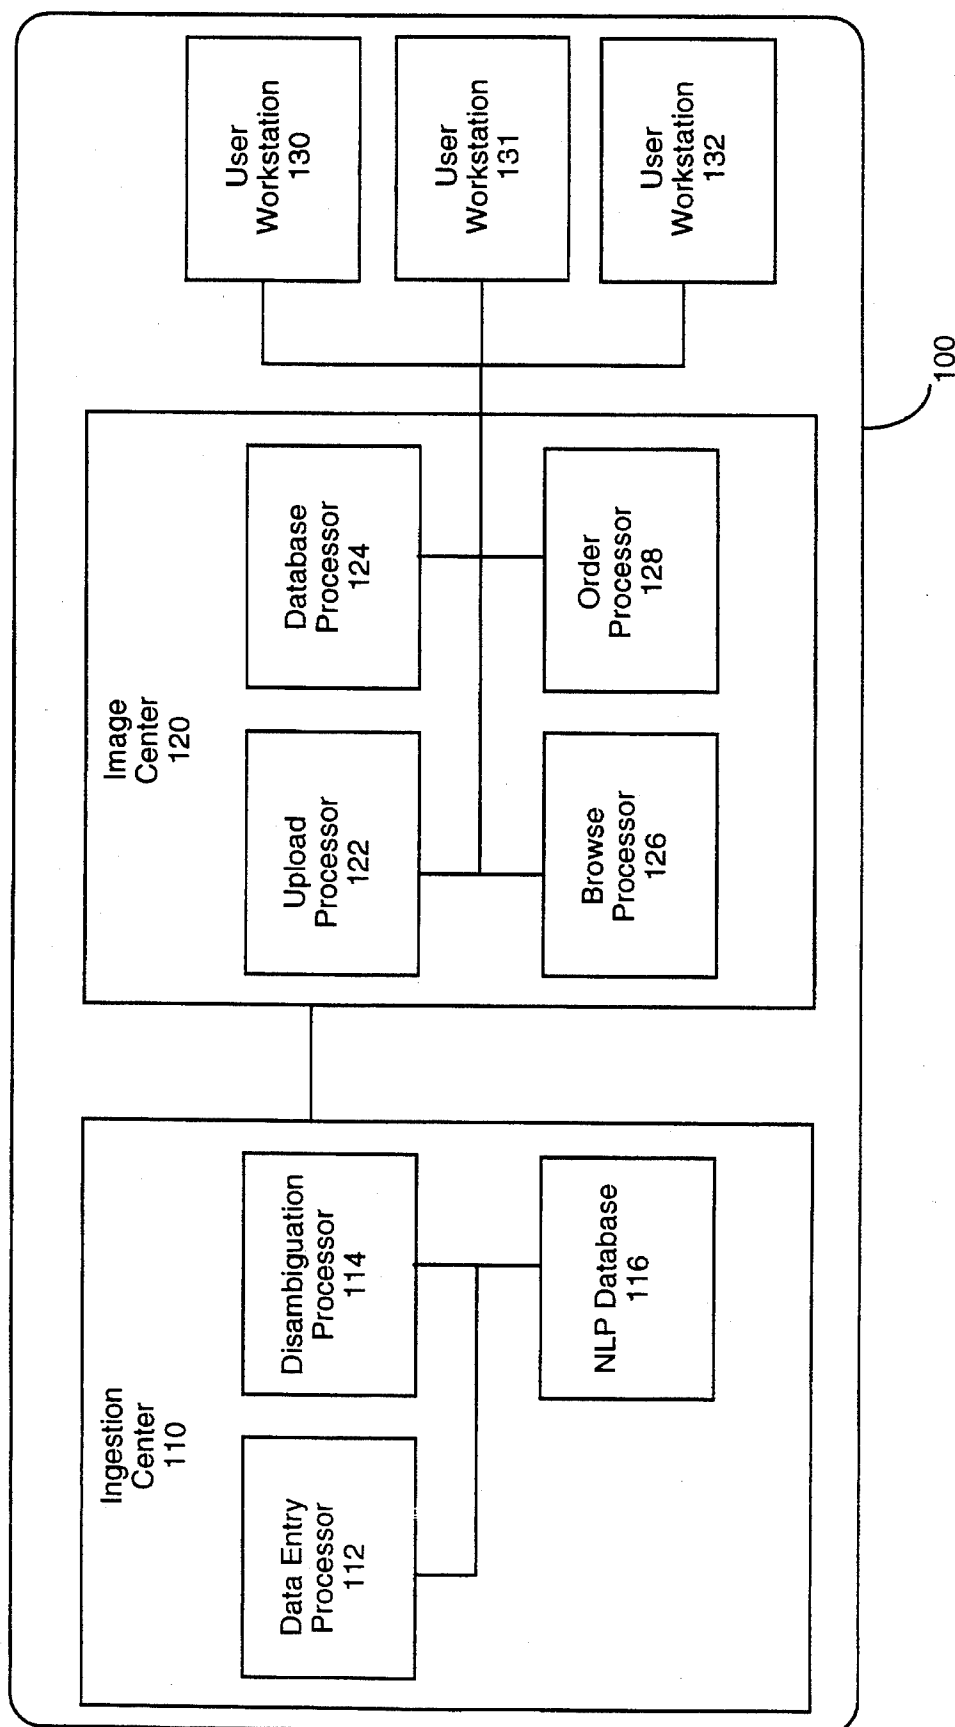 Ingestion
Center
110
Data Entry
Processor
112
Disambiguation
Processor
114
NLP Database
116
Image
Center
120
Upload
Processor
122
Database
Processor
124
Browse
Processor
126
Order
Processor
128
User
Workstation
130
User
Workstation
131
User
Workstation
132
100